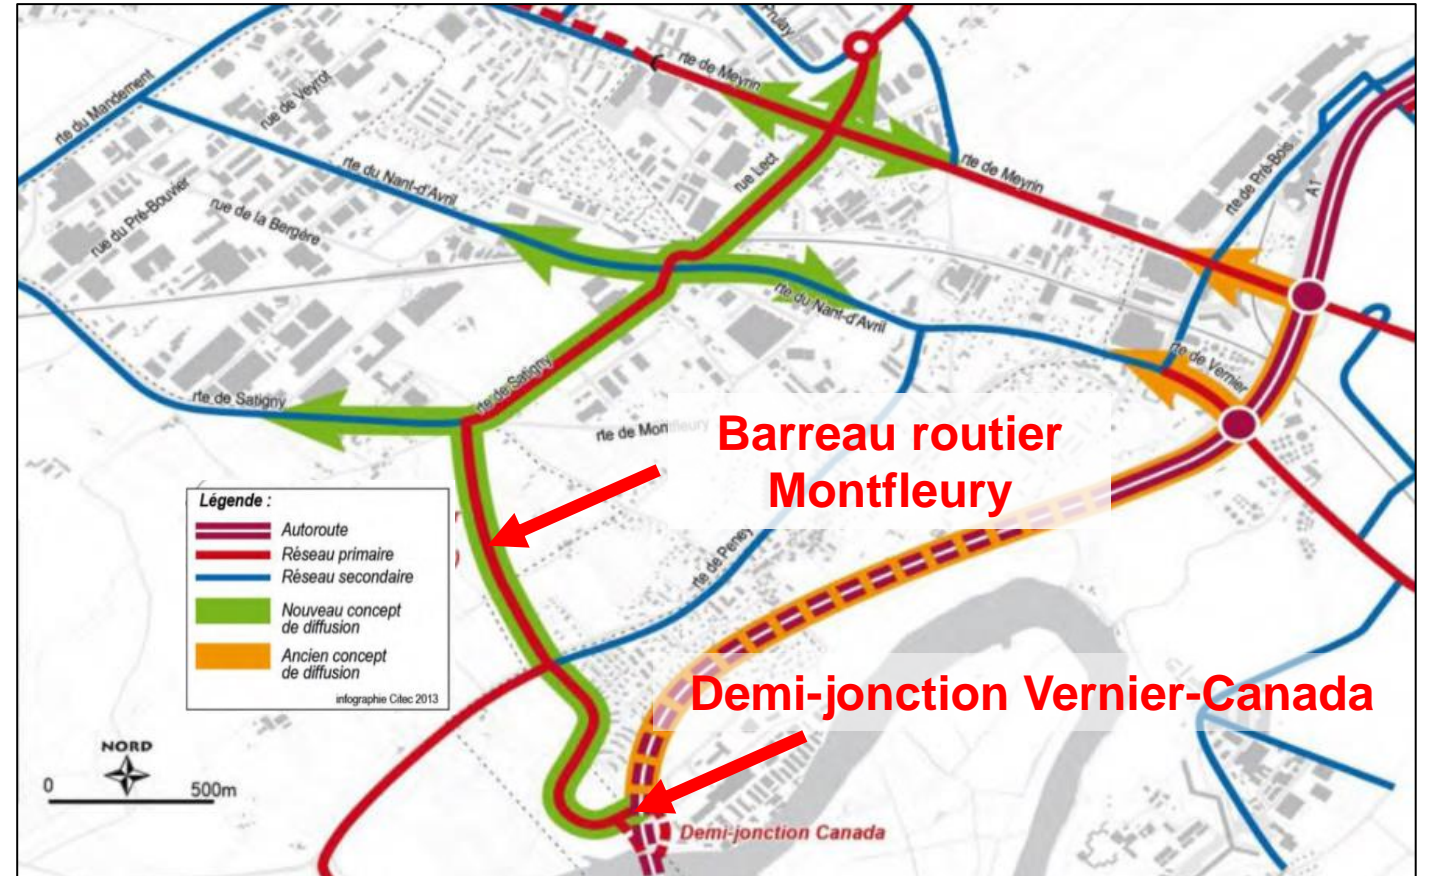 Prulay
rte de Meyrin
rte du Mandement
rue de Veyrot
rte du Nant-d'Avril
rue Lect
rte de Meyrin
rte de Pré-Bois
A1
rue du Pré-Bouvier
rue de la Bergère
rte du Nant-d'Avril
rte de Vernier
rte de Satigny
rte de Satigny
rte de Montfleury
Barreau routier
Montfleury
Légende :
Autoroute
Réseau primaire
Réseau secondaire
Nouveau concept
de diffusion
Ancien concept
de diffusion
infographie Citec 2013
rte de Peney
Demi-jonction Vernier-Canada
NORD
0 500m
Demi-jonction Canada